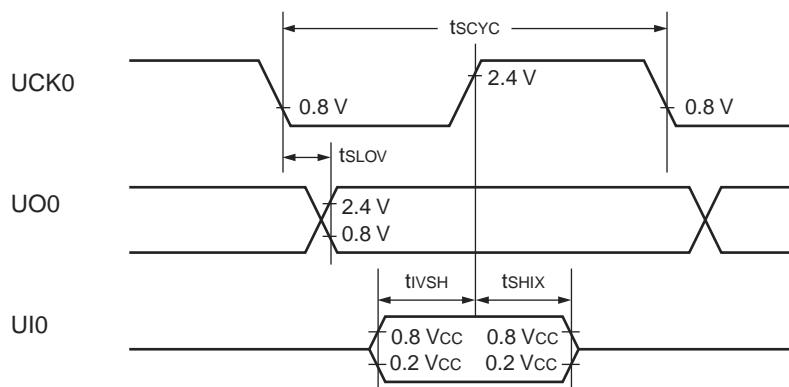 tSCYC
UCK0
2.4 V
0.8 V 0.8 V
tSLOV
UO0
2.4 V
0.8 V
tIVSH tSHIX
UI0
0.8 VCC 0.8 VCC
0.2 VCC 0.2 VCC